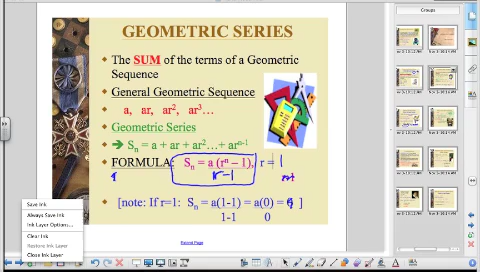 Groups
GEOMETRIC SERIES
The SUM of the terms of a Geometric
Sequence
General Geometric Sequence
a, ar, ar², ar³…
Geometric Series
→ Sₙ = a + ar + ar²…+ arⁿ⁻¹
FORMULA: Sₙ = a (rⁿ – 1), r = 1
r-1
[note: If r=1: Sₙ = a(1-1) = a(0) = ]
1-1 0
Save Ink
Always Save Ink
Ink Layer Options...
Clear Ink
Restore Ink Layer
Close Ink Layer
Parent Page